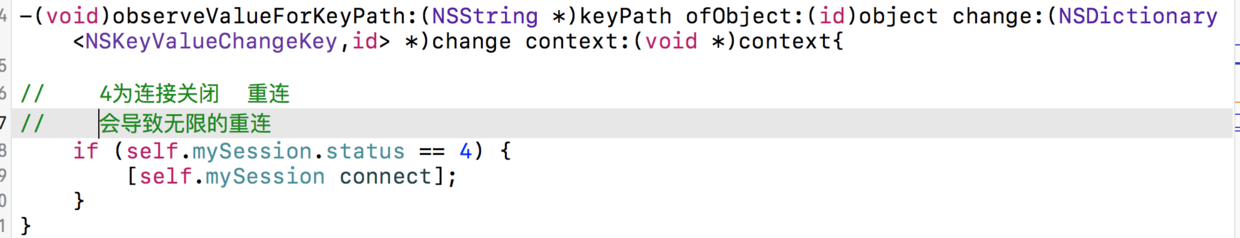 4 -(void)observeValueForKeyPath:(NSString *)keyPath ofObject:(id)object change:(NSDictionary
<NSKeyValueChangeKey,id> *)change context:(void *)context{
5
6 //    4为连接关闭  重连
7 //    会导致无限的重连
8 if (self.mySession.status == 4) {
9 [self.mySession connect];
0 }
1 }